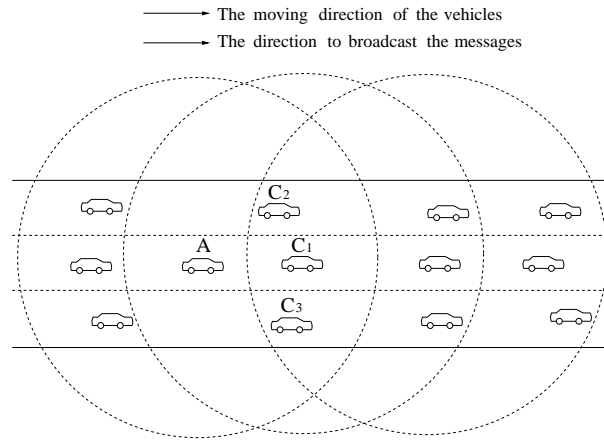 The moving direction of the vehicles
The direction to broadcast the messages
C2
A
C1
C3